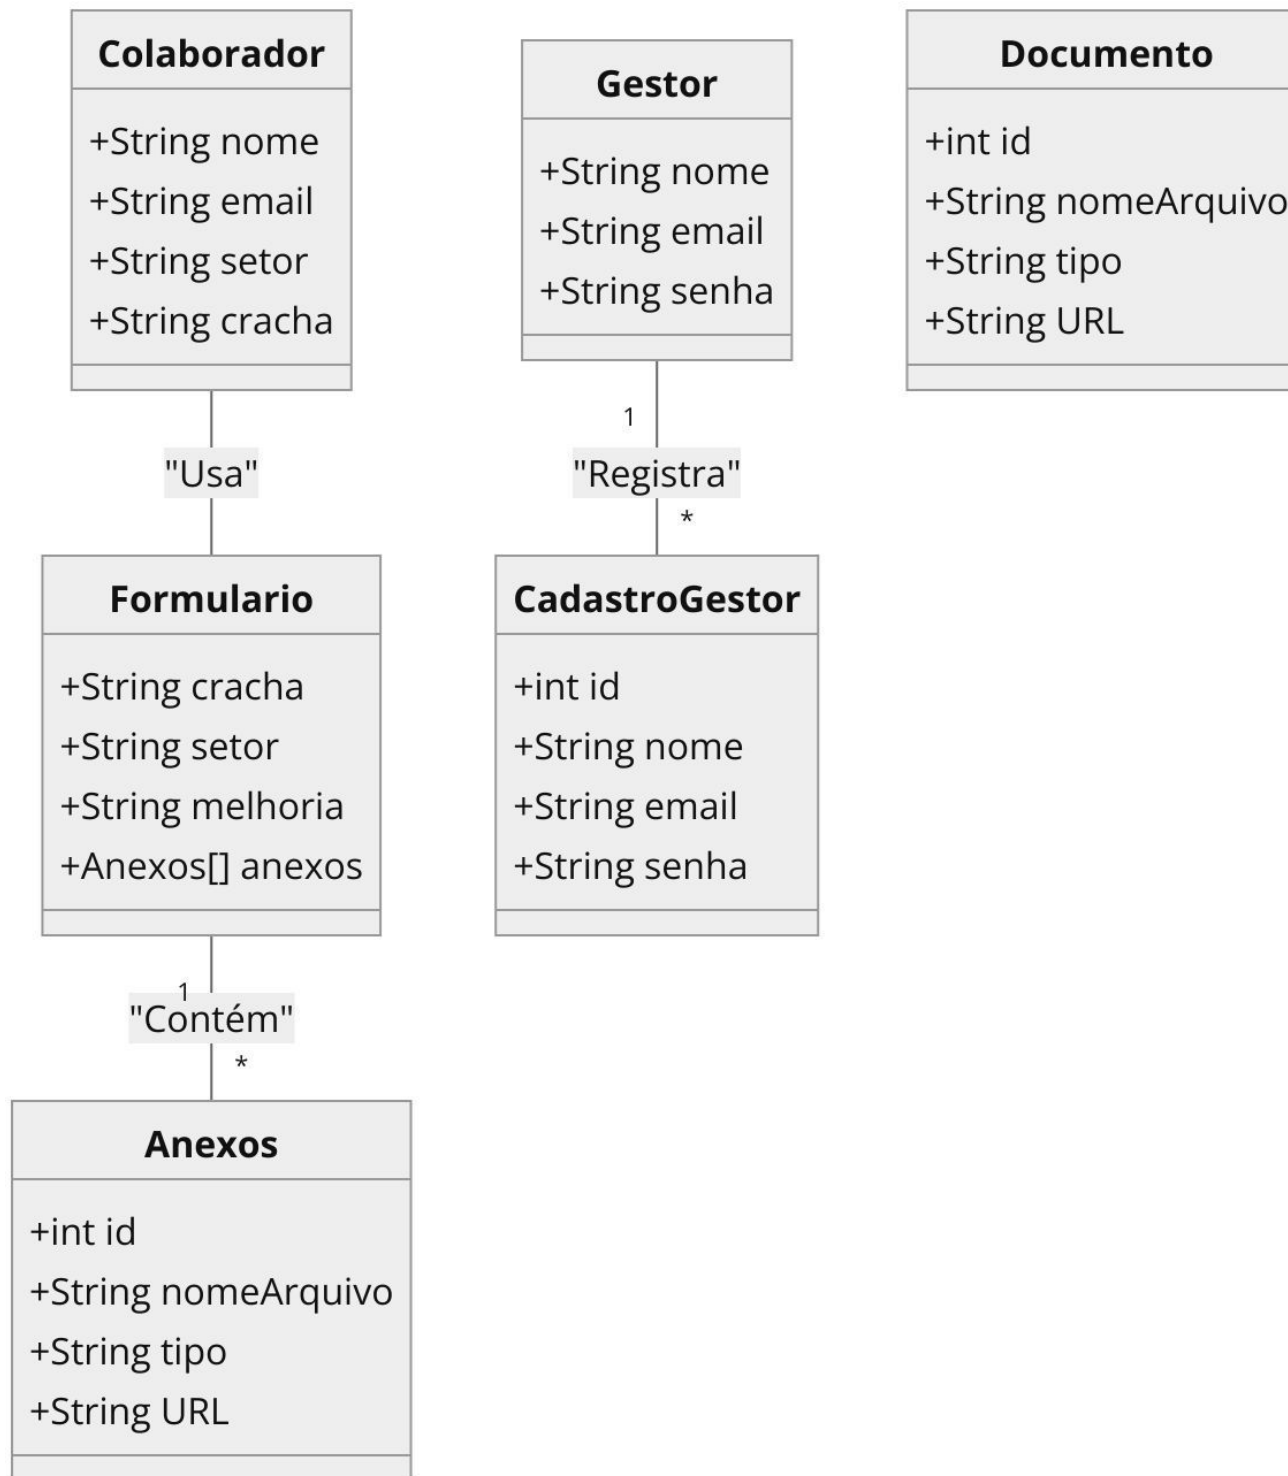 Colaborador
+String nome
+String email
+String setor
+String cracha
"Usa"
Formulario
+String cracha
+String setor
+String melhoria
+Anexos[] anexos
1
"Contém"
*
Anexos
+int id
+String nomeArquivo
+String tipo
+String URL
Gestor
+String nome
+String email
+String senha
1
"Registra"
*
CadastroGestor
+int id
+String nome
+String email
+String senha
Documento
+int id
+String nomeArquivo
+String tipo
+String URL